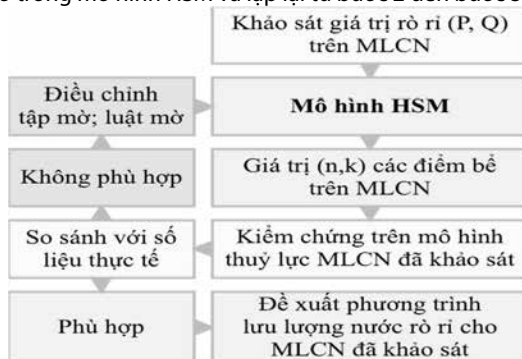 Khảo sát giá trị rò rỉ (P, Q)
trên MLCN
Điều chỉnh
tập mờ; luật mờ
Mô hình HSM
Không phù hợp
Giá trị (n,k) các điểm bể
trên MLCN
So sánh với số
liệu thực tế
Kiểm chứng trên mô hình
thuỷ lực MLCN đã khảo sát
Phù hợp
Đề xuất phương trình
lưu lượng nước rò rỉ cho
MLCN đã khảo sát